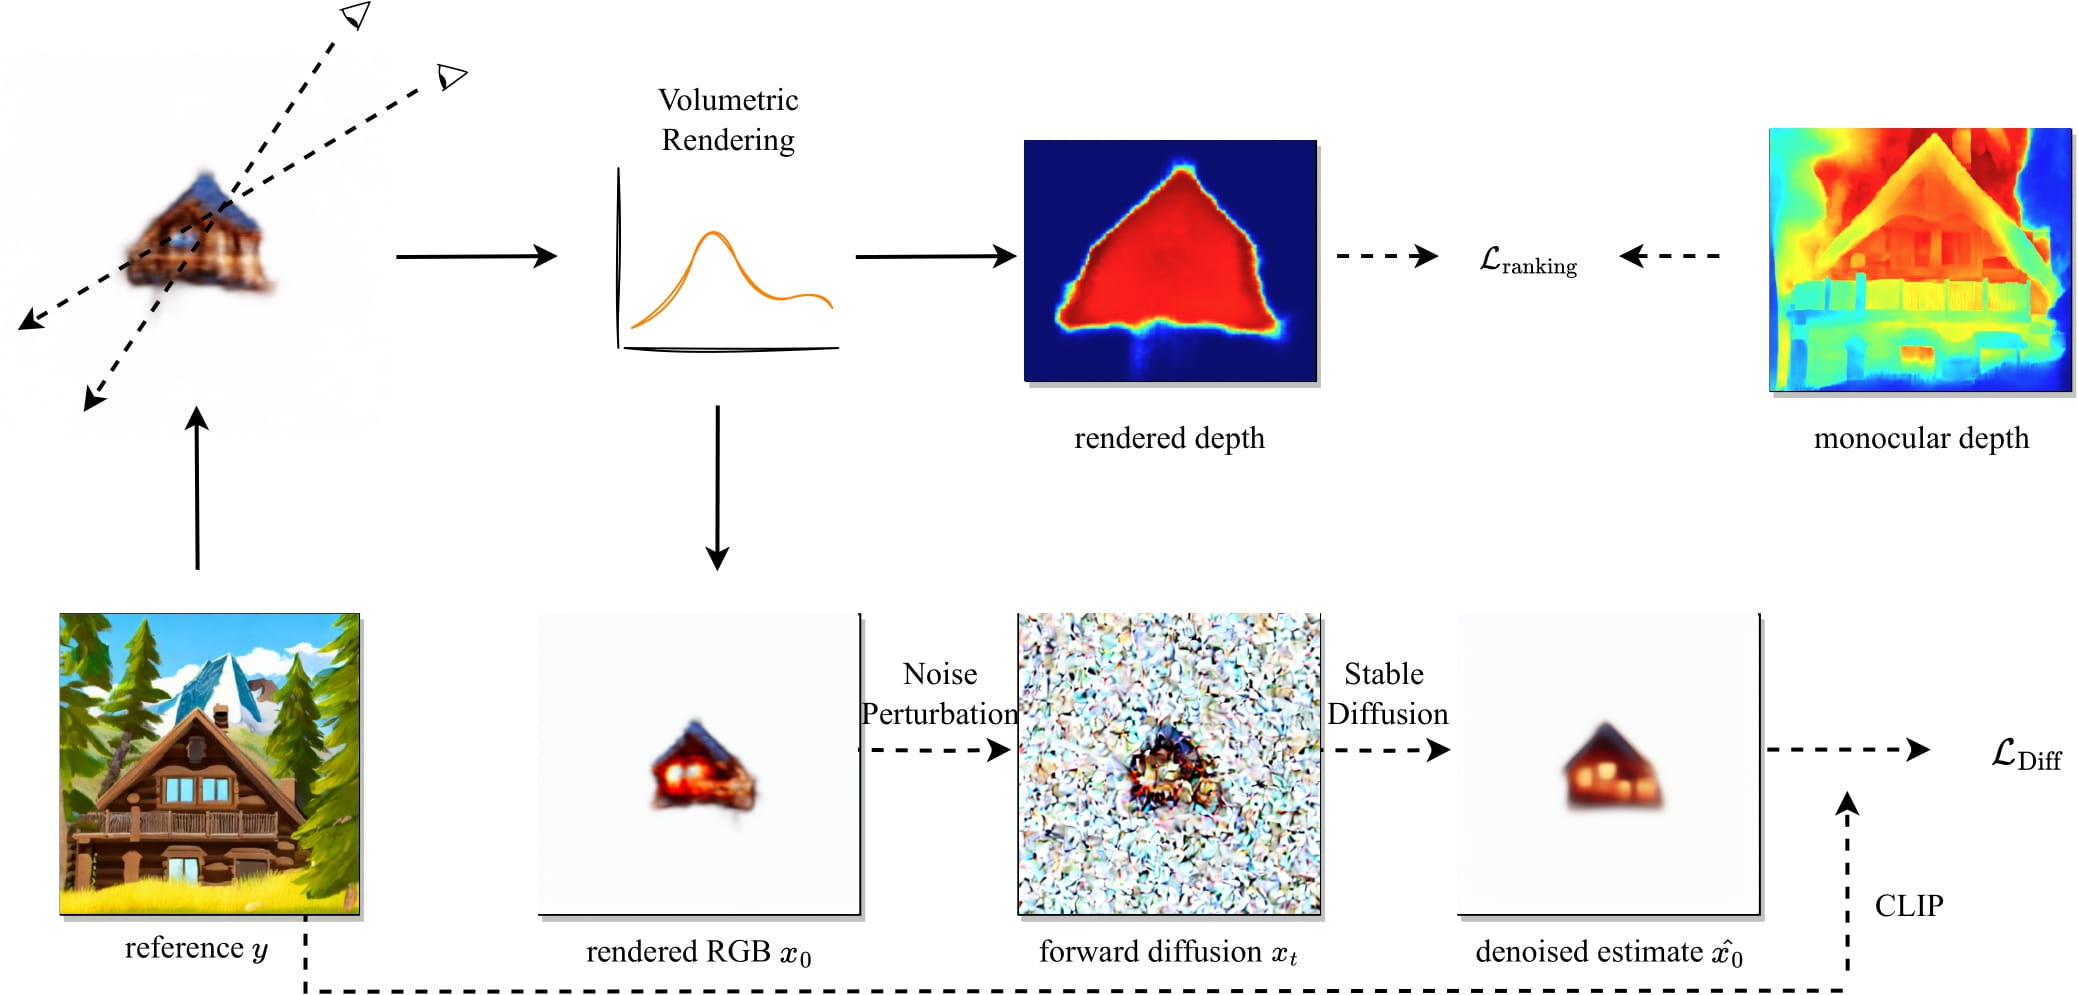 Volumetric
Rendering
$\mathcal{L}_{\text{ranking}}$
rendered depth
monocular depth
Noise
Perturbation
Stable
Diffusion
$\mathcal{L}_{\text{Diff}}$
CLIP
reference $y$
rendered RGB $x_0$
forward diffusion $x_t$
denoised estimate $\hat{x_0}$